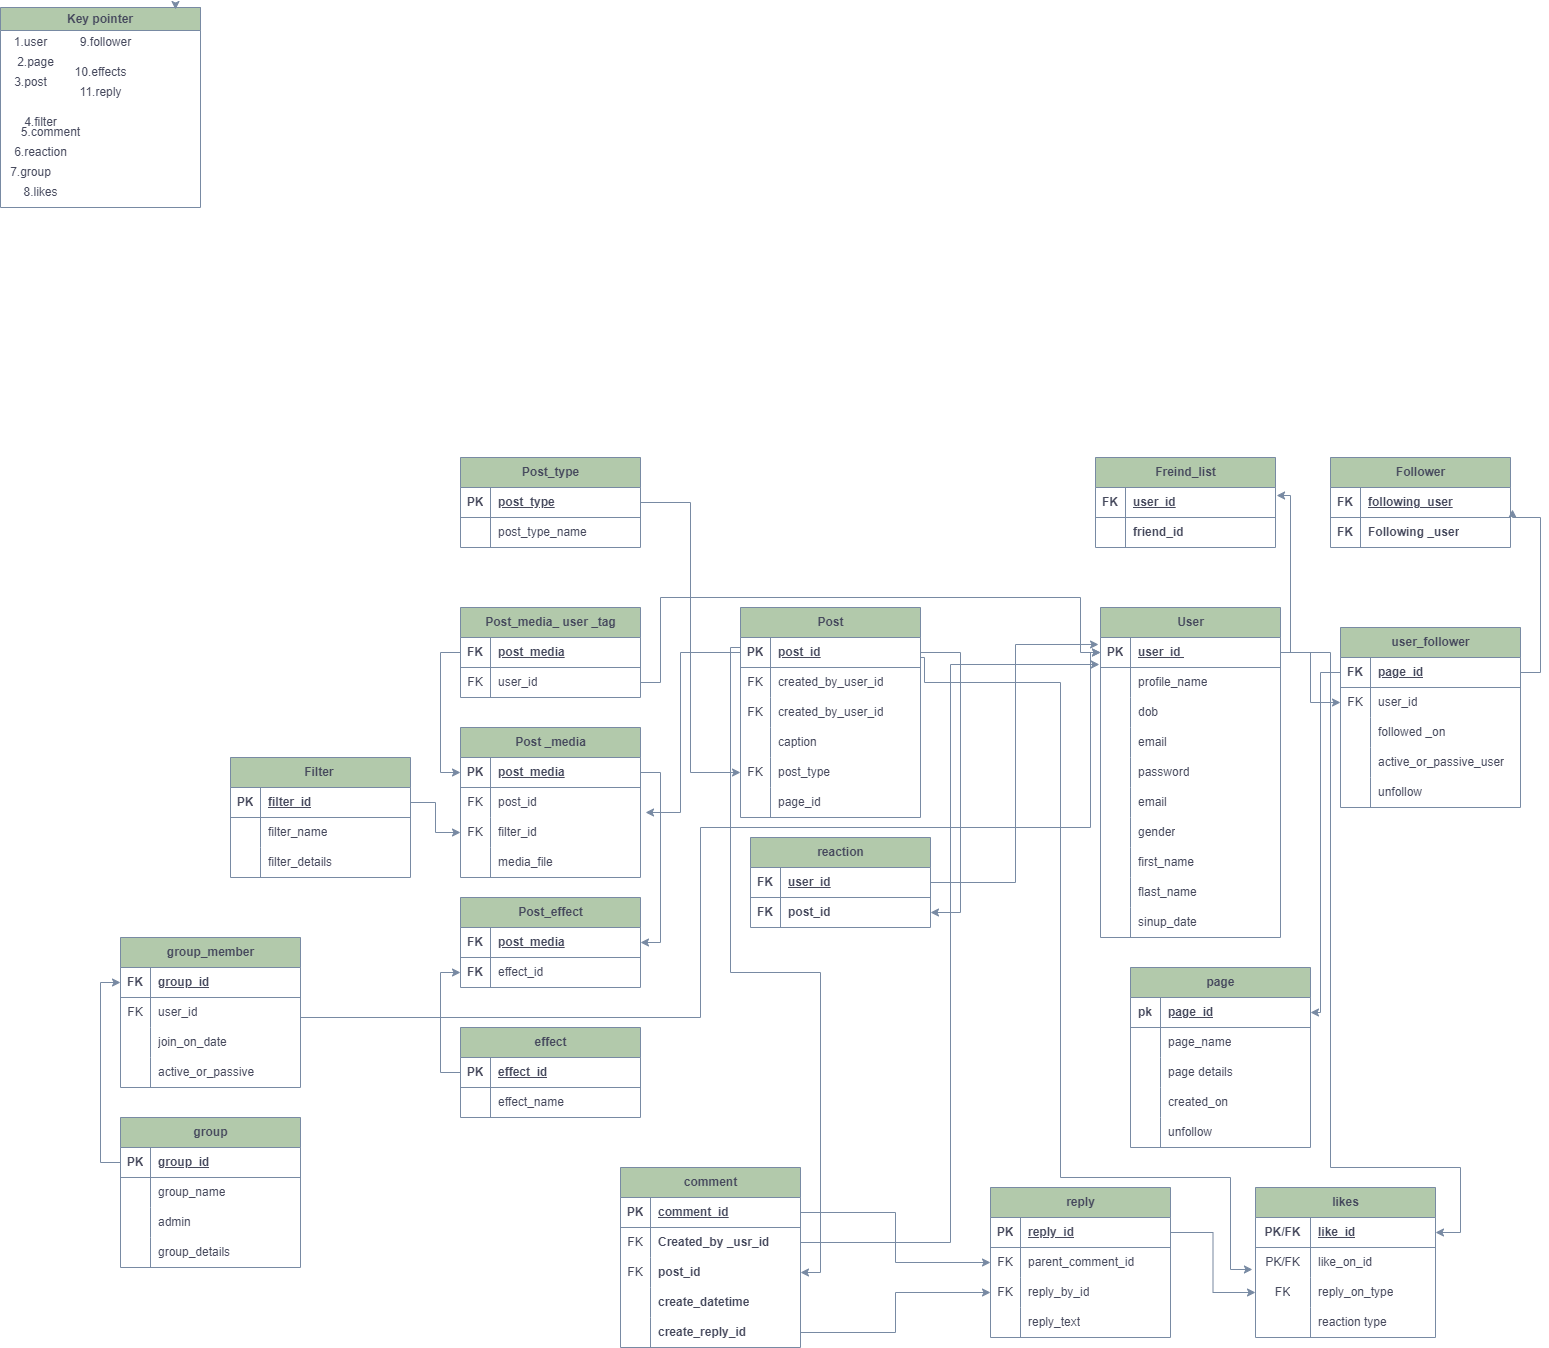 Key pointer
1.user
9.follower
2.page
10.effects
3.post
11.reply
4.filter
5.comment
6.reaction
7.group
8.likes
Post_type
PK post_type
post_type_name
Freind_list
FK user_id
friend_id
Follower
FK following_user
FK Following _user
Post_media_ user _tag
FK post_media
FK user_id
Post
PK post_id
FK created_by_user_id
FK created_by_user_id
caption
FK post_type
page_id
User
PK user_id
profile_name
dob
email
password
email
gender
first_name
flast_name
sinup_date
user_follower
FK page_id
FK user_id
followed _on
active_or_passive_user
unfollow
Post _media
PK post_media
FK post_id
FK filter_id
media_file
Filter
PK filter_id
filter_name
filter_details
reaction
FK user_id
FK post_id
Post_effect
FK post_media
FK effect_id
group_member
FK group_id
FK user_id
join_on_date
active_or_passive
page
pk page_id
page_name
page details
created_on
unfollow
effect
PK effect_id
effect_name
group
PK group_id
group_name
admin
group_details
comment
PK comment_id
FK Created_by _usr_id
FK post_id
create_datetime
create_reply_id
reply
PK reply_id
FK parent_comment_id
FK reply_by_id
reply_text
likes
PK/FK like_id
PK/FK like_on_id
FK reply_on_type
reaction type